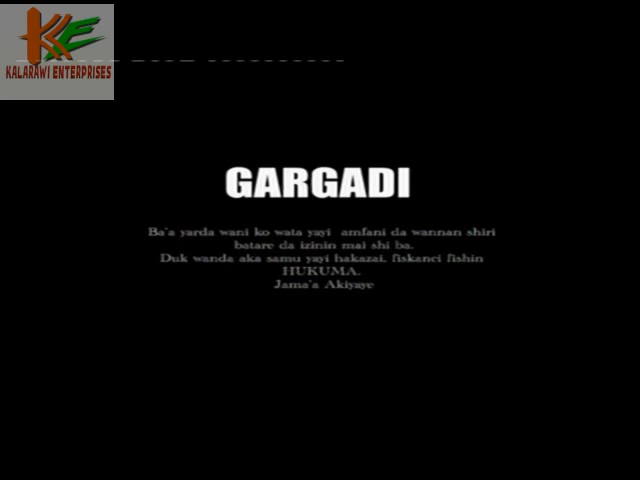 KE
KALARAWI ENTERPRISES
GARGADI
Ba'a yarda wani ko wata yayi amfani da wannan shiri
batare da izinin mai shi ba.
Duk wanda aka samu yayi hakazai, fiskanci fishin
HUKUMA.
Jama'a Akiyaye